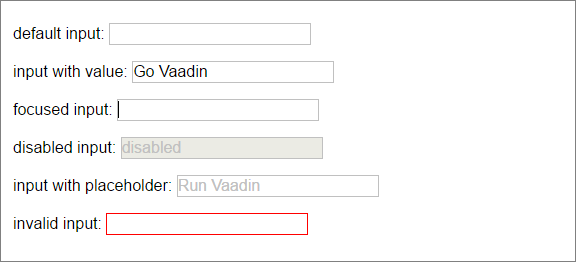 default input:
input with value: Go Vaadin
focused input:
disabled input: disabled
input with placeholder: Run Vaadin
invalid input: